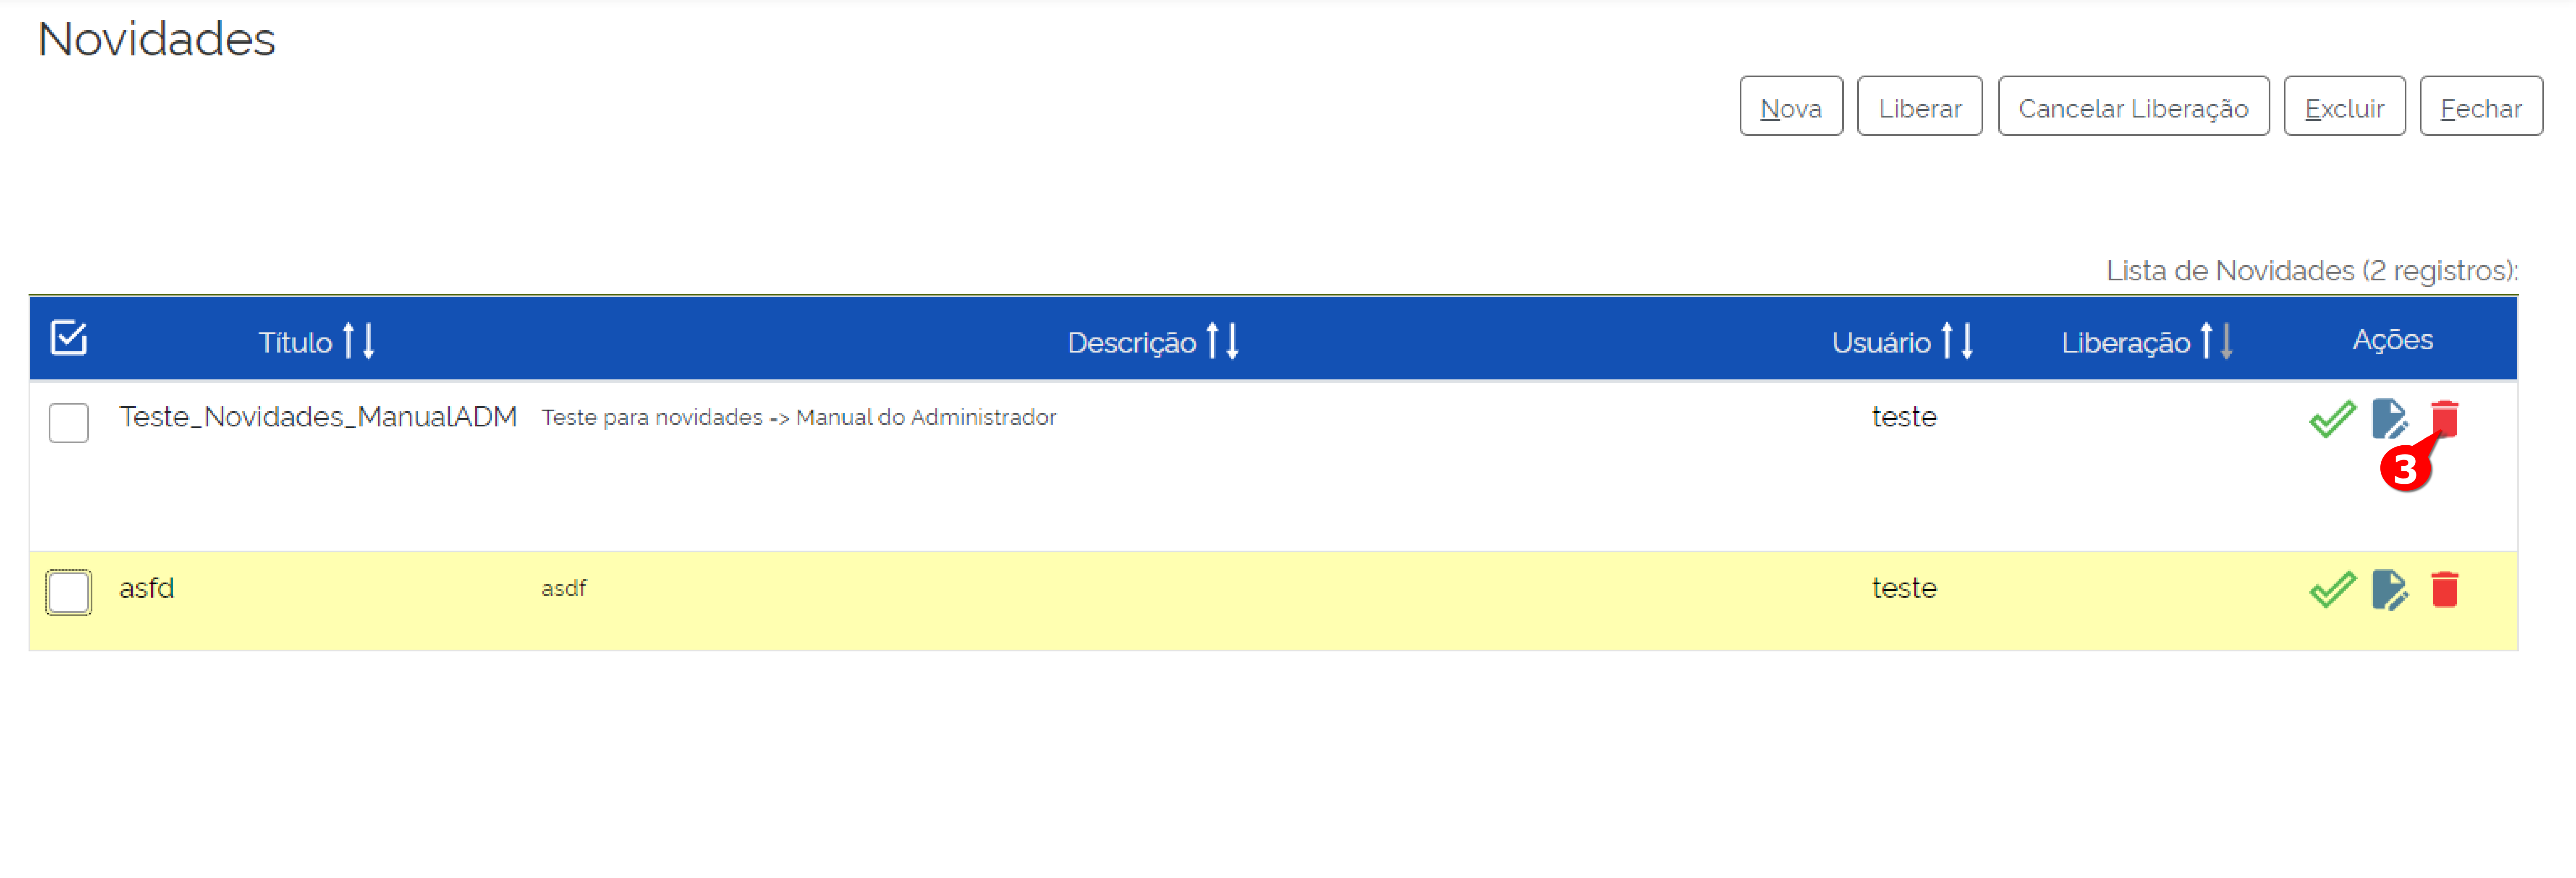 Novidades
Nova Liberar Cancelar Liberação Excluir Fechar
Lista de Novidades (2 registros):
Título Descrição Usuário Liberação Ações
Teste_Novidades_ManualADM Teste para novidades => Manual do Administrador teste
3
asfd asdf teste